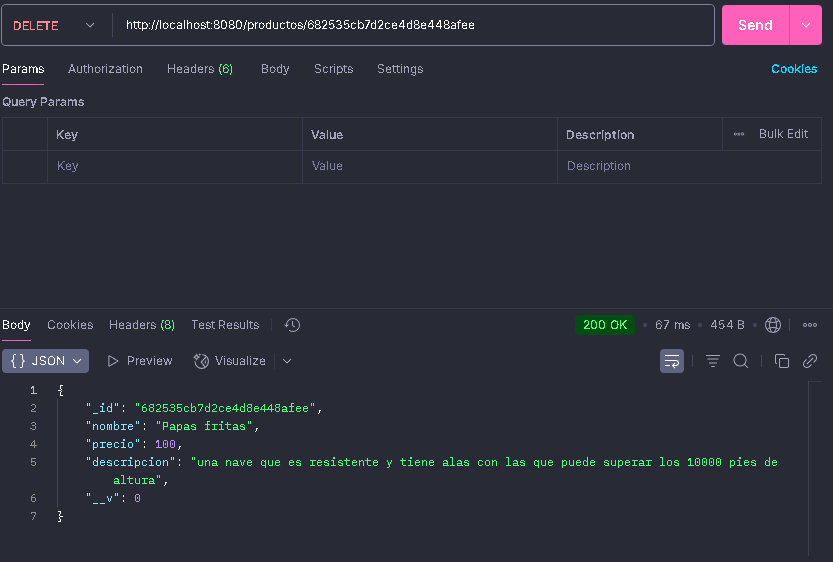 DELETE http://localhost:8080/productos/682535cb7d2ce4d8e448afee Send
Params Authorization Headers (6) Body Scripts Settings Cookies
Query Params
Key Value Description ••• Bulk Edit
Key Value Description
Body Cookies Headers (8) Test Results 200 OK • 67 ms • 454 B • •••
{} JSON Preview Visualize
1 {
2 "_id": "682535cb7d2ce4d8e448afee",
3 "nombre": "Papas fritas",
4 "precio": 100,
5 "descripcion": "una nave que es resistente y tiene alas con las que puede superar los 10000 pies de
altura",
6 "__v": 0
7 }